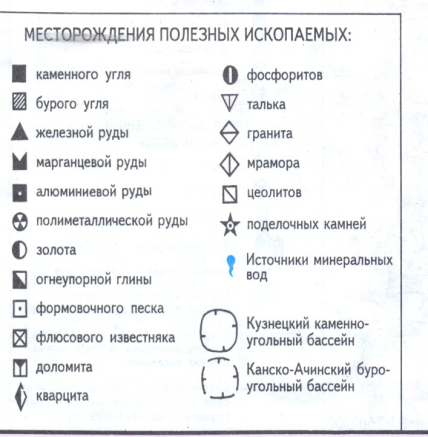 МЕСТОРОЖДЕНИЯ ПОЛЕЗНЫХ ИСКОПАЕМЫХ:
каменного угля
бурого угля
железной руды
марганцевой руды
алюминиевой руды
полиметаллической руды
золота
огнеупорной глины
формовочного песка
флюсового известняка
доломита
кварцита
фосфоритов
талька
гранита
мрамора
цеолитов
поделочных камней
Источники минеральных
вод
Кузнецкий каменно-
угольный бассейн
Канско-Ачинский буро-
угольный бассейн